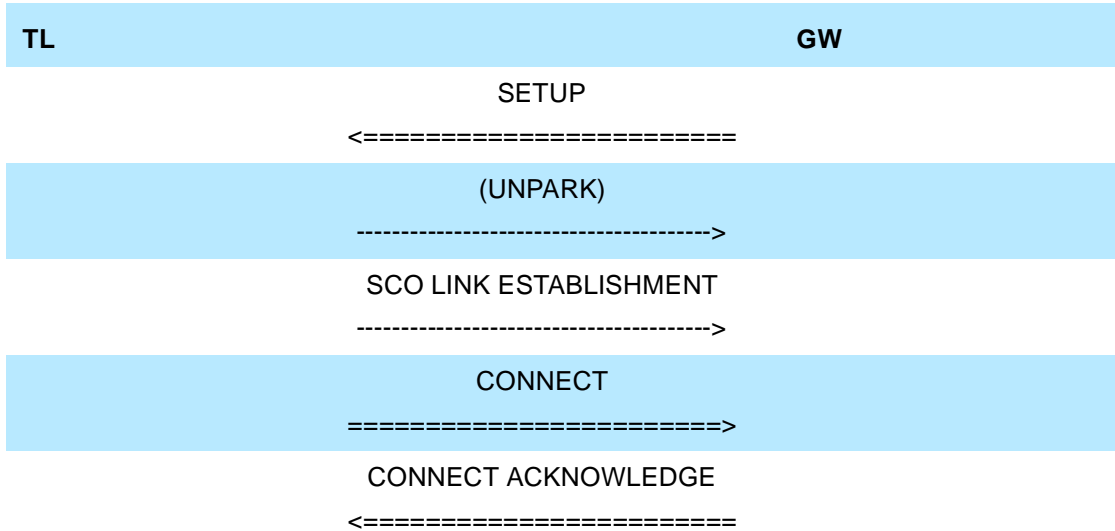 TL GW
SETUP
<========================
(UNPARK)
---------------------------------------->
SCO LINK ESTABLISHMENT
---------------------------------------->
CONNECT
========================>
CONNECT ACKNOWLEDGE
<========================